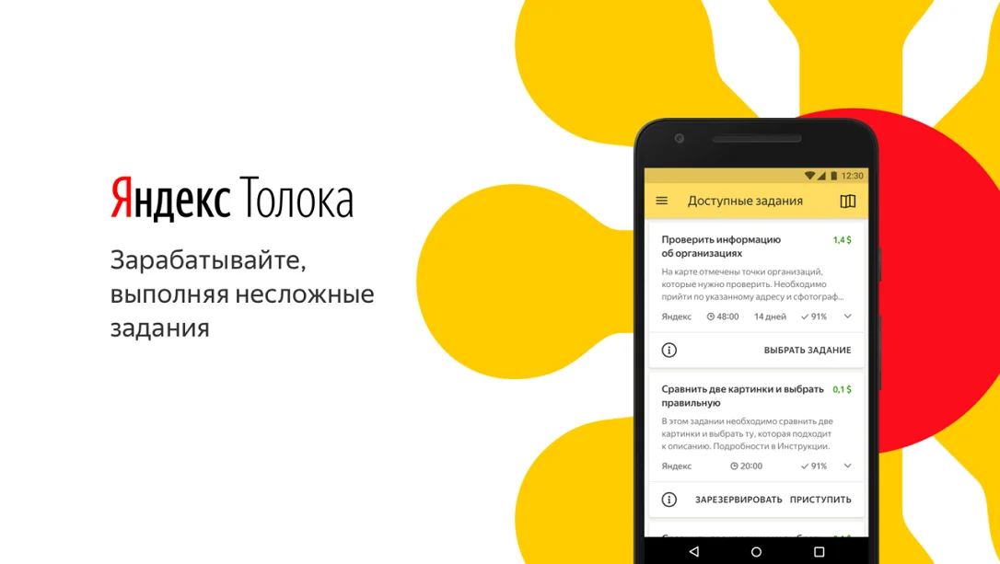 Яндекс Толока
Зарабатывайте,
выполняя несложные
задания
12:30
Доступные задания
Проверить информацию
об организациях
1,4 $
На карте отмечены точки организаций,
которые нужно проверить. Необходимо
прийти по указанному адресу и сфотограф...
Яндекс 48:00 14 дней 91%
ВЫБРАТЬ ЗАДАНИЕ
Сравнить две картинки и выбрать
правильную
0,1 $
В этом задании необходимо сравнить две
картинки и выбрать ту, которая подходит
к описанию. Подробности в Инструкции.
Яндекс 20:00 91%
ЗАРЕЗЕРВИРОВАТЬ ПРИСТУПИТЬ